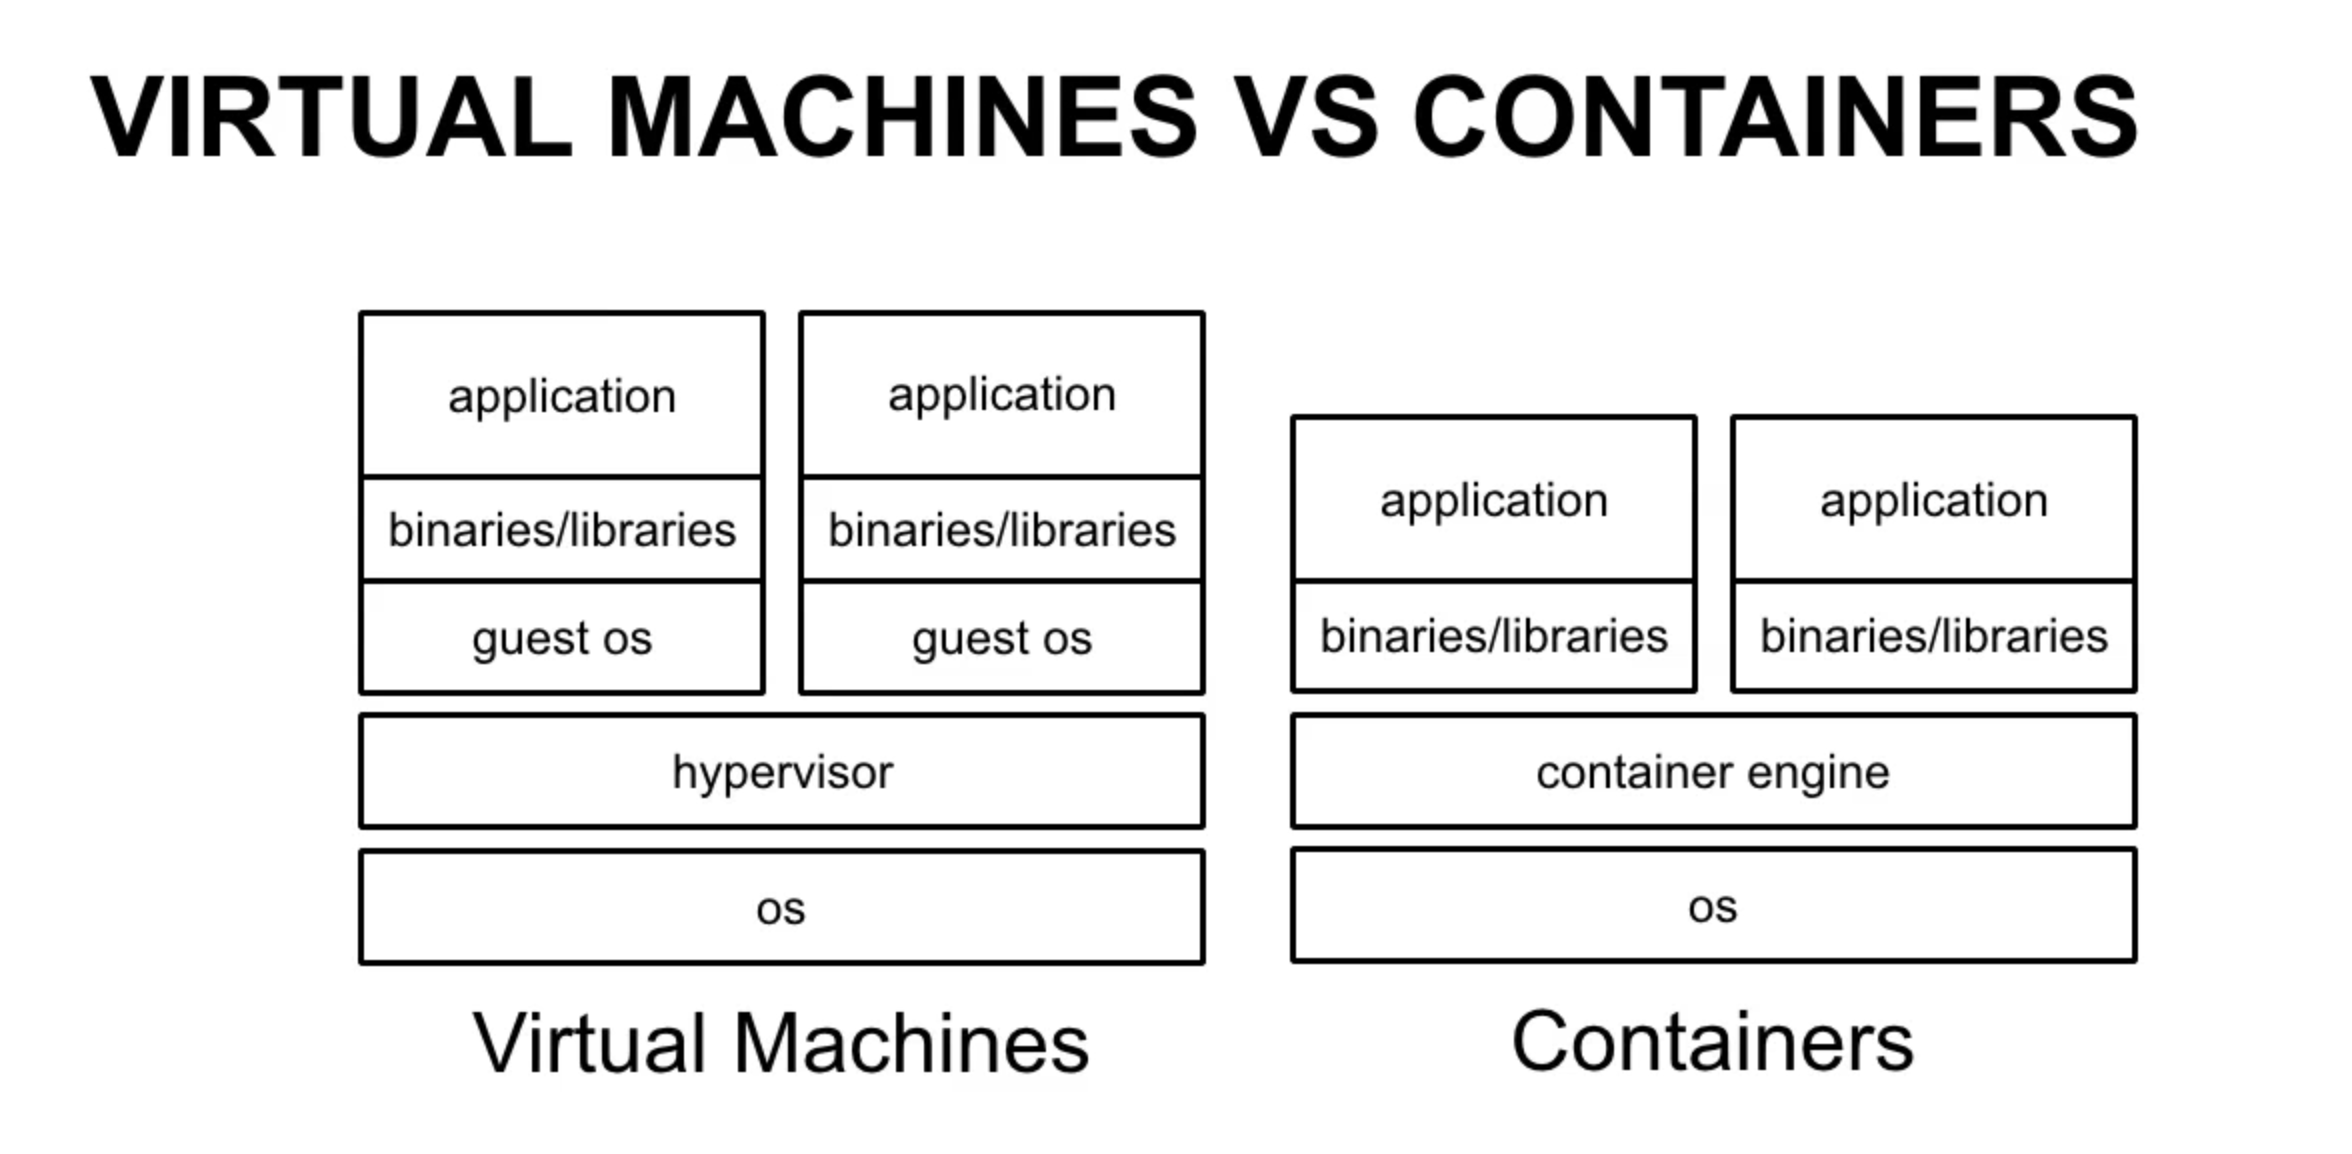 VIRTUAL MACHINES VS CONTAINERS
application
binaries/libraries
guest os
application
binaries/libraries
guest os
hypervisor
os
Virtual Machines
application
binaries/libraries
application
binaries/libraries
container engine
os
Containers